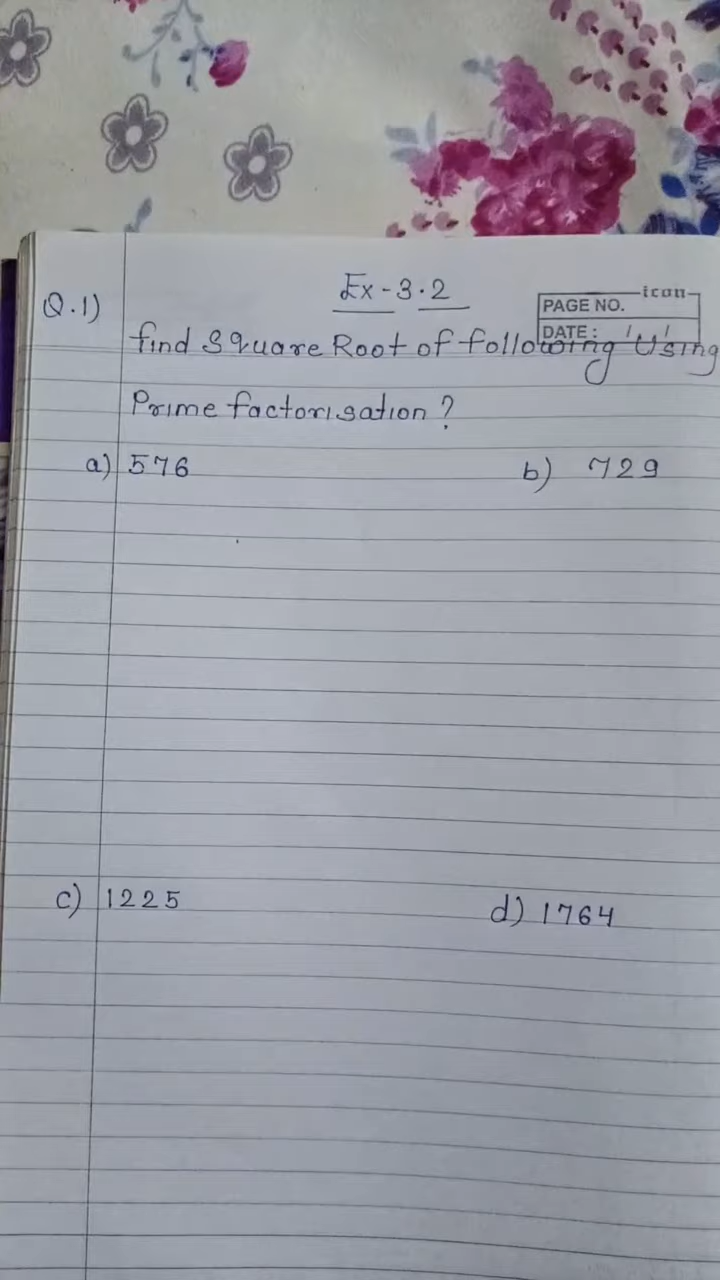 Ex-3.2
icon
PAGE NO.
DATE: / /
Q.1)
find Square Root of following Using
Prime factorisation?
a) 576 b) 729
c) 1225 d) 1764